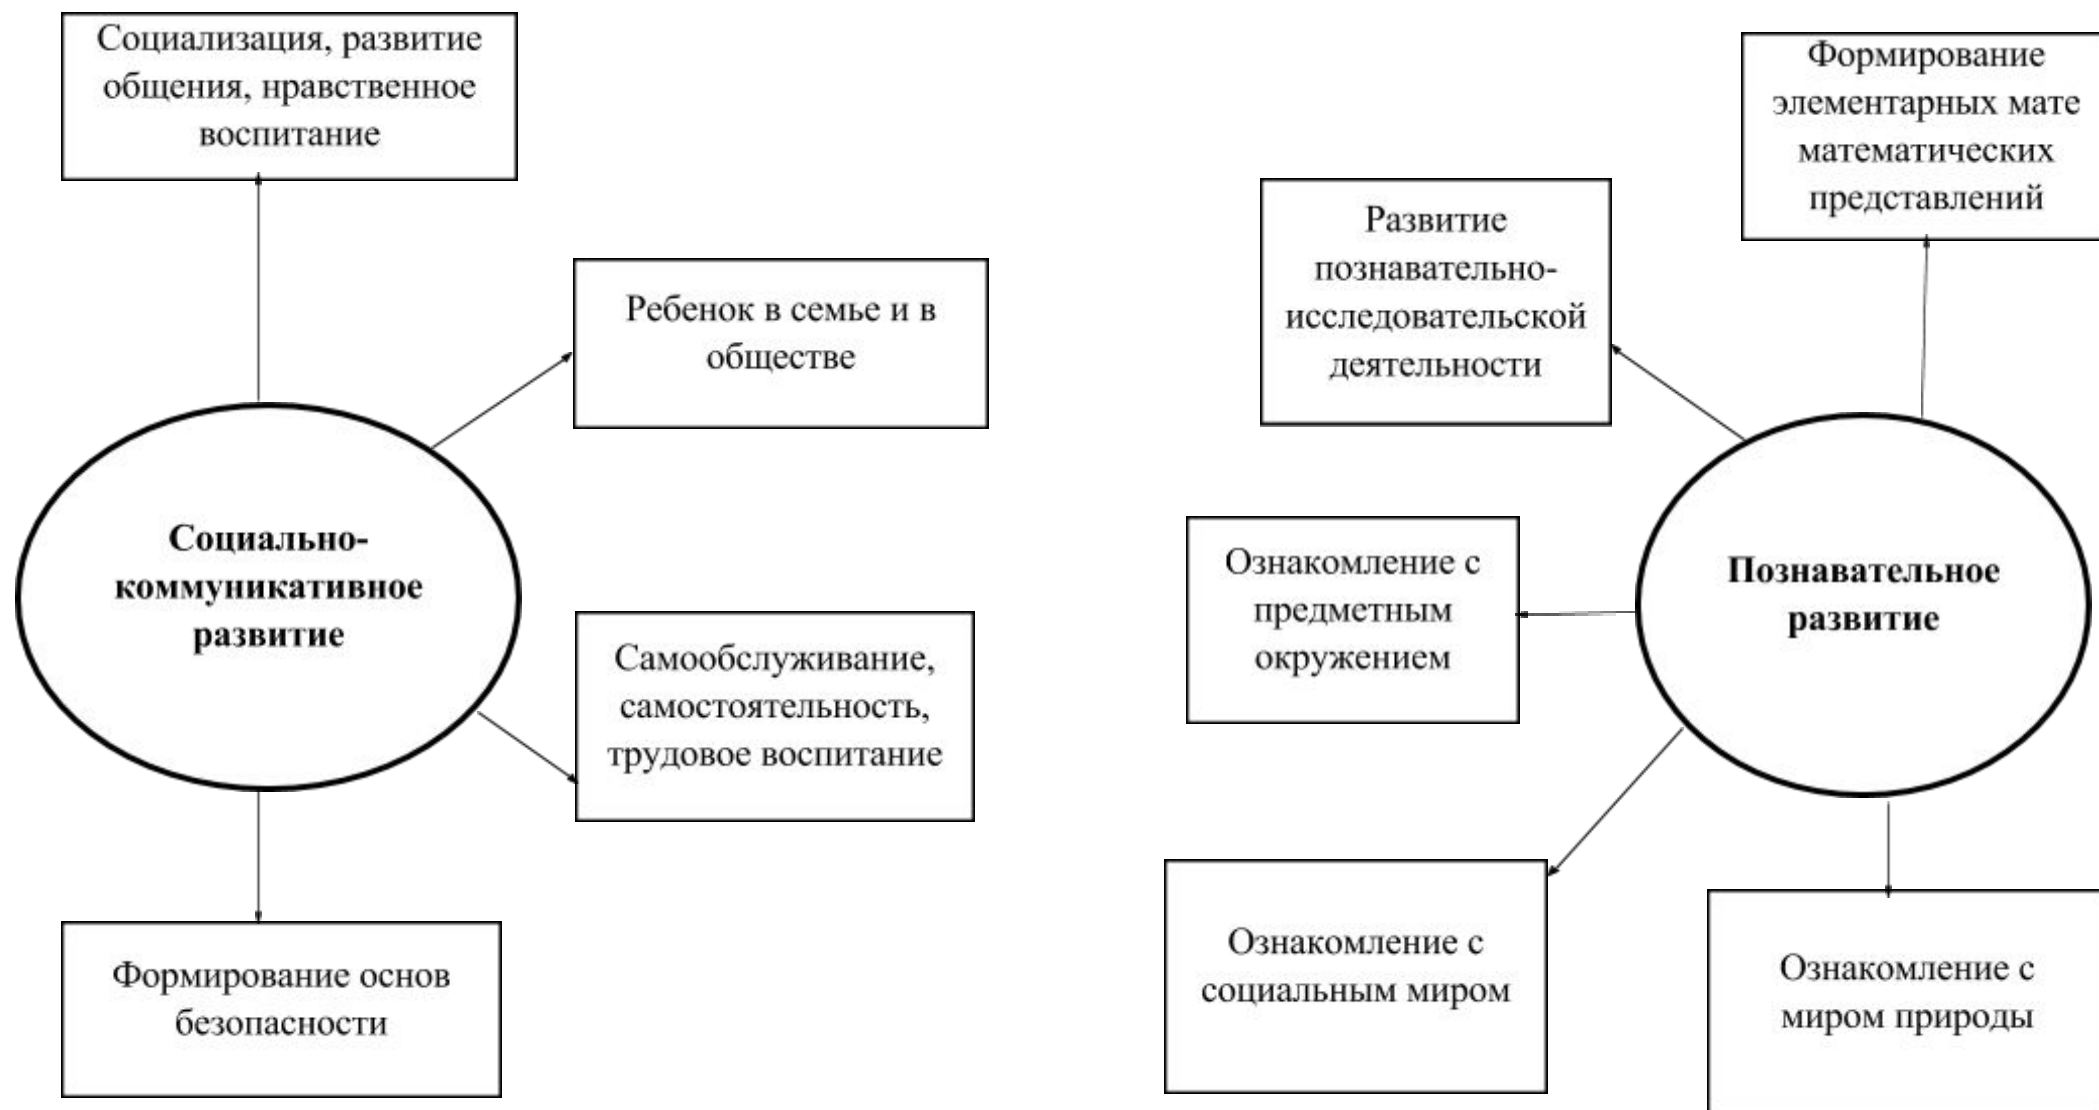 Социализация, развитие
общения, нравственное
воспитание
Ребенок в семье и в
обществе
Социально-
коммуникативное
развитие
Самообслуживание,
самостоятельность,
трудовое воспитание
Формирование основ
безопасности
Формирование
элементарных мате
математических
представлений
Развитие
познавательно-
исследовательской
деятельности
Познавательное
развитие
Ознакомление с
предметным
окружением
Ознакомление с
социальным миром
Ознакомление с
миром природы